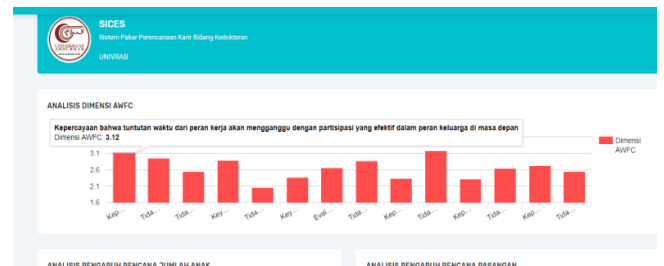 SICES
Sistem Pakar Perencanaan Karir Bidang Kedokteran
UNIVRAB
ANALISIS DIMENSI AWFC
Kepercayaan bahwa tuntutan waktu dari peran kerja akan mengganggu dengan partisipasi yang efektif dalam peran keluarga di masa depan
Dimensi AWFC: 3.12
Dimensi
AWFC
3.1
2.6
2.1
1.6
Kep... Tida... Tida... Key... Tida... Key... Eval... Tida... Kep... Tida... Kep... Tida... Kep... Tida...
ANALISIS PENGARUH RENCANA JUMLAH ANAK
ANALISIS PENGARUH RENCANA PASANGAN